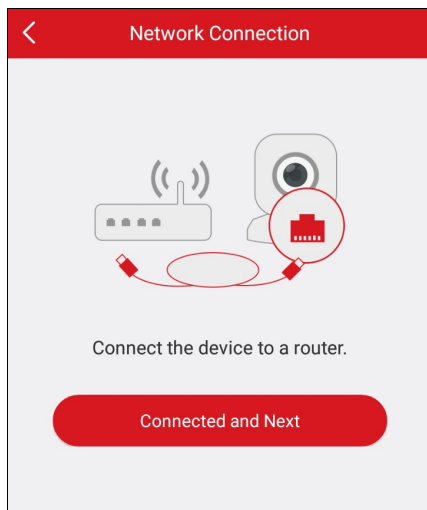 Network Connection
Connect the device to a router.
Connected and Next